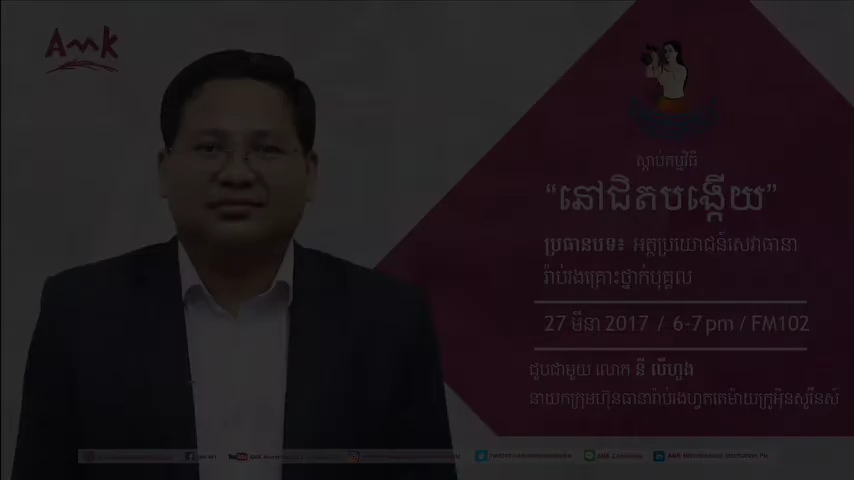 AMK
ស្តាប់កម្មវិធី
“នៅជិតបង្កើយ”
ប្រធានបទ៖ អត្ថប្រយោជន៍សេវាធានា
រ៉ាប់រងគ្រោះថ្នាក់បុគ្គល
27 មីនា 2017 / 6-7pm / FM102
ជួបជាមួយ លោក នី លីហួង
នាយកក្រុមហ៊ុនធានារ៉ាប់រងហ្វតតេម៉ាយក្រូអ៊ិនសួរ៉ឹនស៍